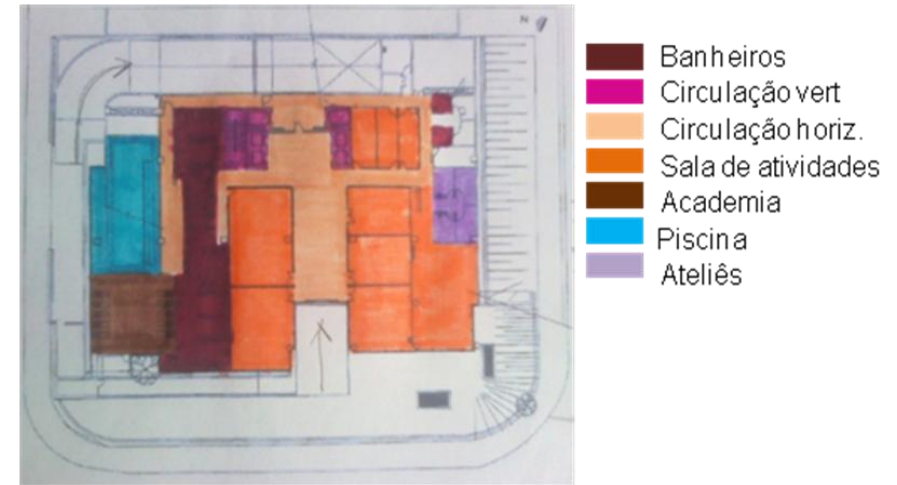 N
Banheiros
Circulação vert
Circulação horiz.
Sala de atividades
Academia
Piscina
Ateliês